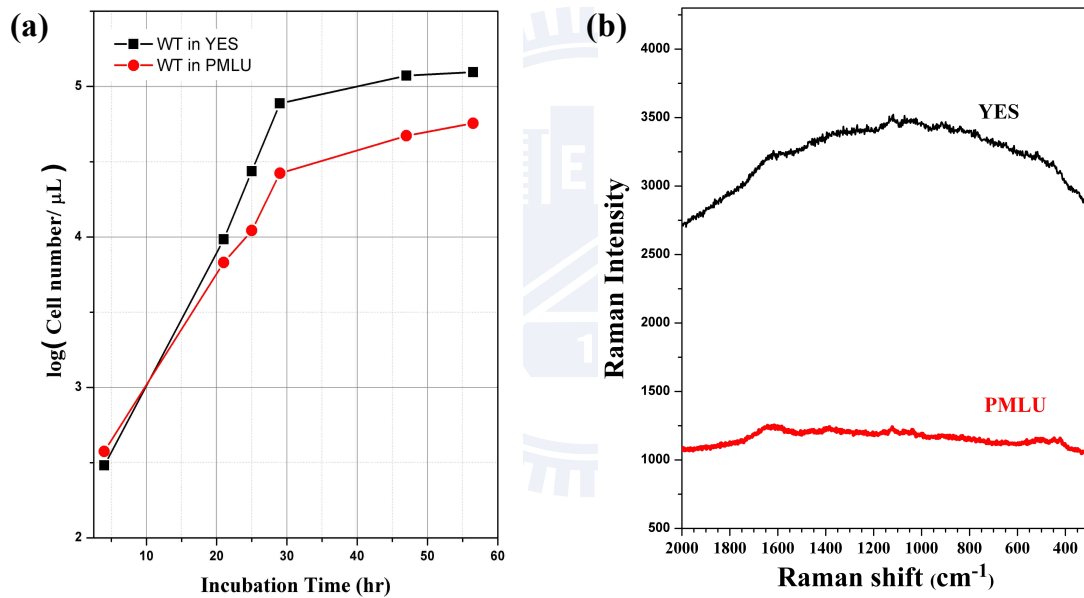 (a)
WT in YES
WT in PMLU
5
4
3
2
log( Cell number/ μL )
10 20 30 40 50 60
Incubation Time (hr)
E
1
(b)
4000
3500
3000
2500
2000
1500
1000
500
Raman Intensity
YES
PMLU
2000 1800 1600 1400 1200 1000 800 600 400
Raman shift (cm⁻¹)